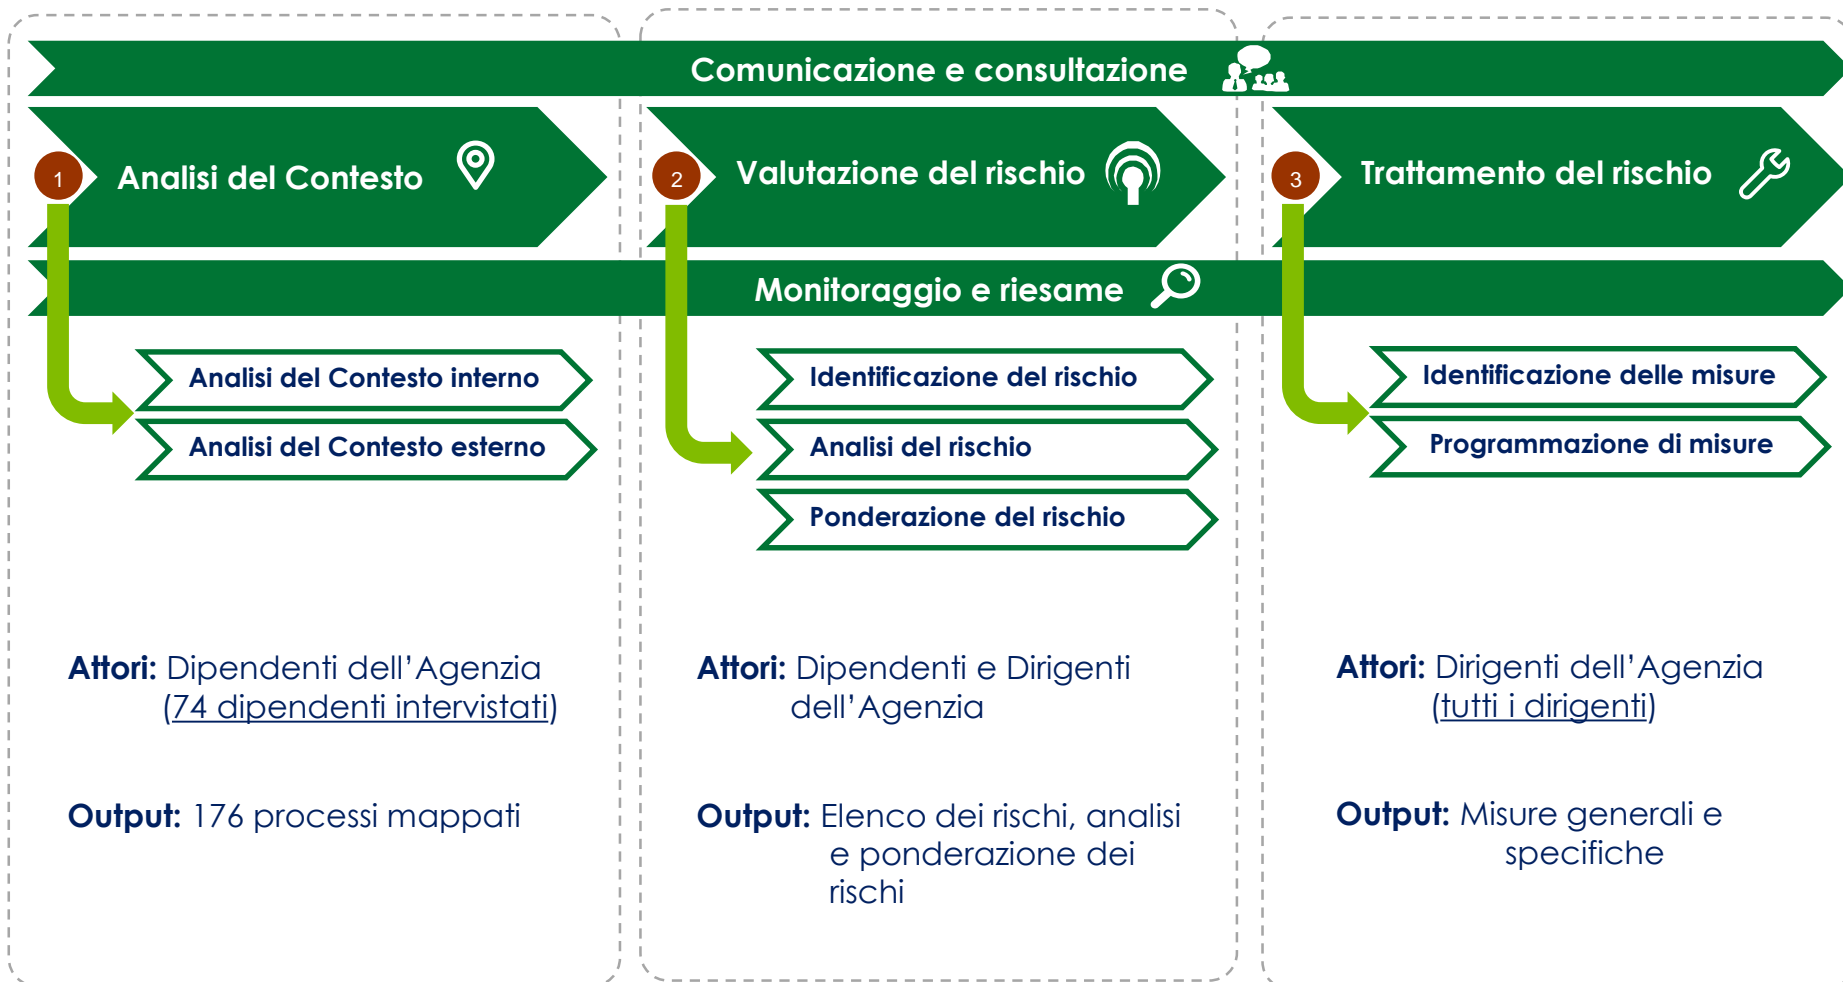 Comunicazione e consultazione
1
Analisi del Contesto
2
Valutazione del rischio
3
Trattamento del rischio
Monitoraggio e riesame
Analisi del Contesto interno
Analisi del Contesto esterno
Identificazione del rischio
Analisi del rischio
Ponderazione del rischio
Identificazione delle misure
Programmazione di misure
Attori: Dipendenti dell’Agenzia
(74 dipendenti intervistati)
Output: 176 processi mappati
Attori: Dipendenti e Dirigenti
dell’Agenzia
Output: Elenco dei rischi, analisi
e ponderazione dei
rischi
Attori: Dirigenti dell’Agenzia
(tutti i dirigenti)
Output: Misure generali e
specifiche